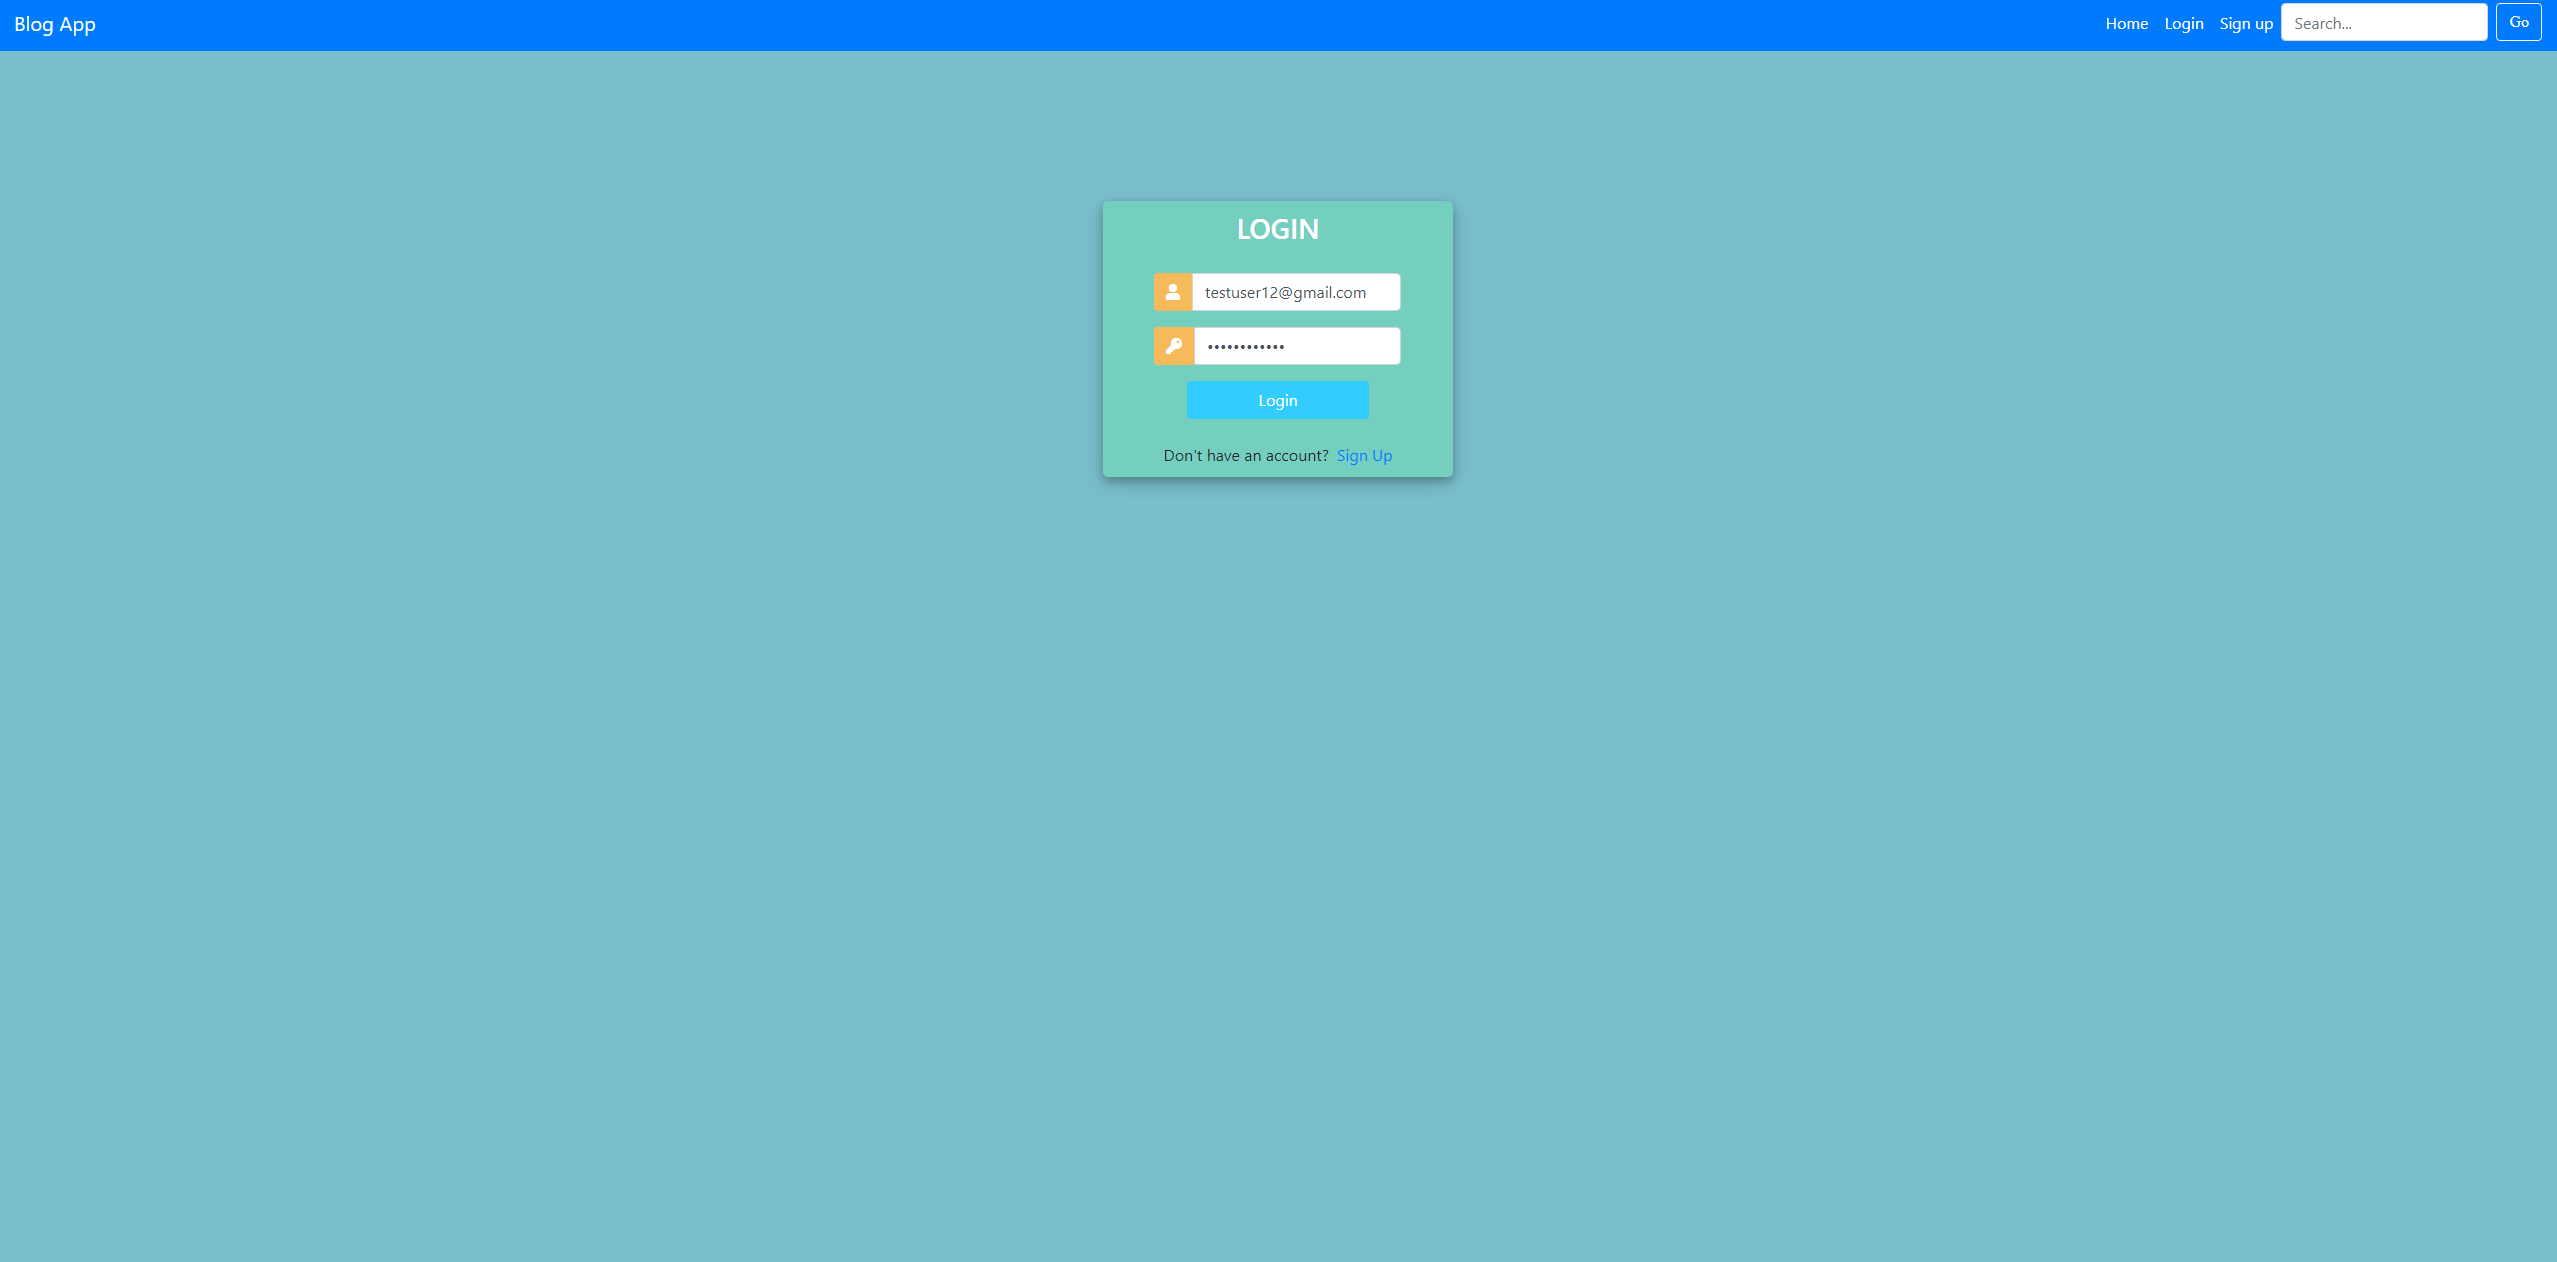 Blog App
Home Login Sign up Search... Go
LOGIN
testuser12@gmail.com
••••••••••••
Login
Don't have an account? Sign Up